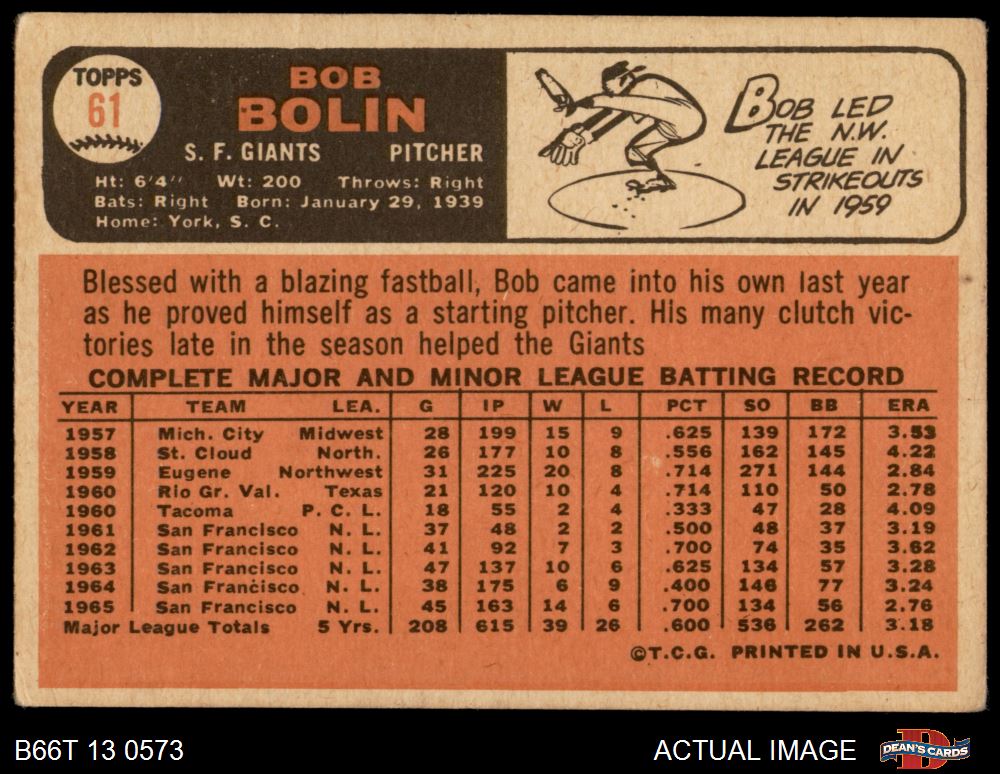 TOPPS
61
BOB
BOLIN
S. F. GIANTS PITCHER
Ht: 6'4" Wt: 200 Throws: Right
Bats: Right Born: January 29, 1939
Home: York, S. C.
BOB LED
THE N.W.
LEAGUE IN
STRIKEOUTS
IN 1959
Blessed with a blazing fastball, Bob came into his own last year
as he proved himself as a starting pitcher. His many clutch vic-
tories late in the season helped the Giants
COMPLETE MAJOR AND MINOR LEAGUE BATTING RECORD
YEAR TEAM LEA. G IP W L PCT SO BB ERA
1957 Mich. City Midwest 28 199 15 9 .625 139 172 3.53
1958 St. Cloud North. 26 177 10 8 .556 162 145 4.22
1959 Eugene Northwest 31 225 20 8 .714 271 144 2.84
1960 Rio Gr. Val. Texas 21 120 10 4 .714 110 50 2.78
1960 Tacoma P. C. L. 18 55 2 4 .333 47 28 4.09
1961 San Francisco N. L. 37 48 2 2 .500 48 37 3.19
1962 San Francisco N. L. 41 92 7 3 .700 74 35 3.62
1963 San Francisco N. L. 47 137 10 6 .625 134 57 3.28
1964 San Francisco N. L. 38 175 6 9 .400 146 77 3.24
1965 San Francisco N. L. 45 163 14 6 .700 134 56 2.76
Major League Totals 5 Yrs. 208 615 39 26 .600 536 262 3.18
©T.C.G. PRINTED IN U.S.A.
B66T 13 0573 ACTUAL IMAGE DEAN'S CARDS